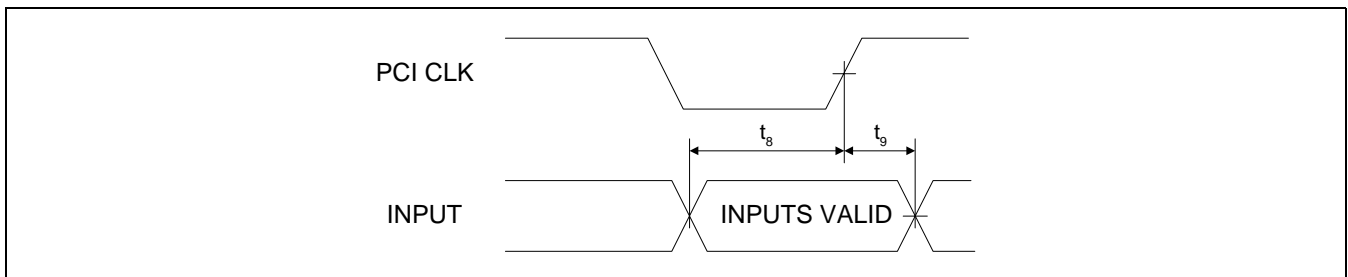 PCI CLK
t8
t9
INPUT
INPUTS VALID